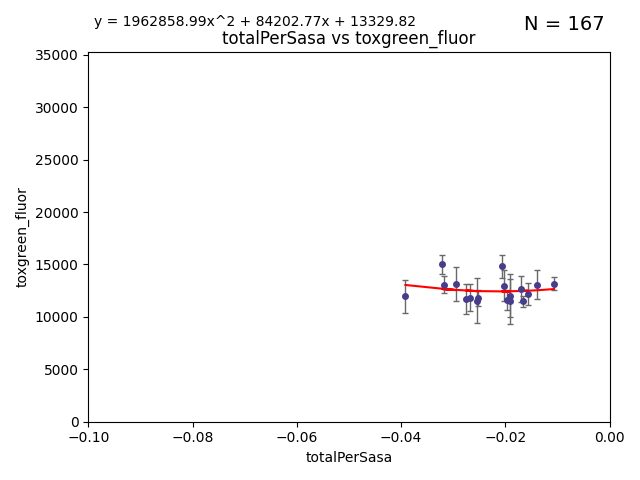 y = 1962858.99x^2 + 84202.77x + 13329.82
N = 167
totalPerSasa vs toxgreen_fluor
35000
30000
25000
20000
15000
10000
5000
0
toxgreen_fluor
−0.10
−0.08
−0.06
−0.04
−0.02
0.00
totalPerSasa